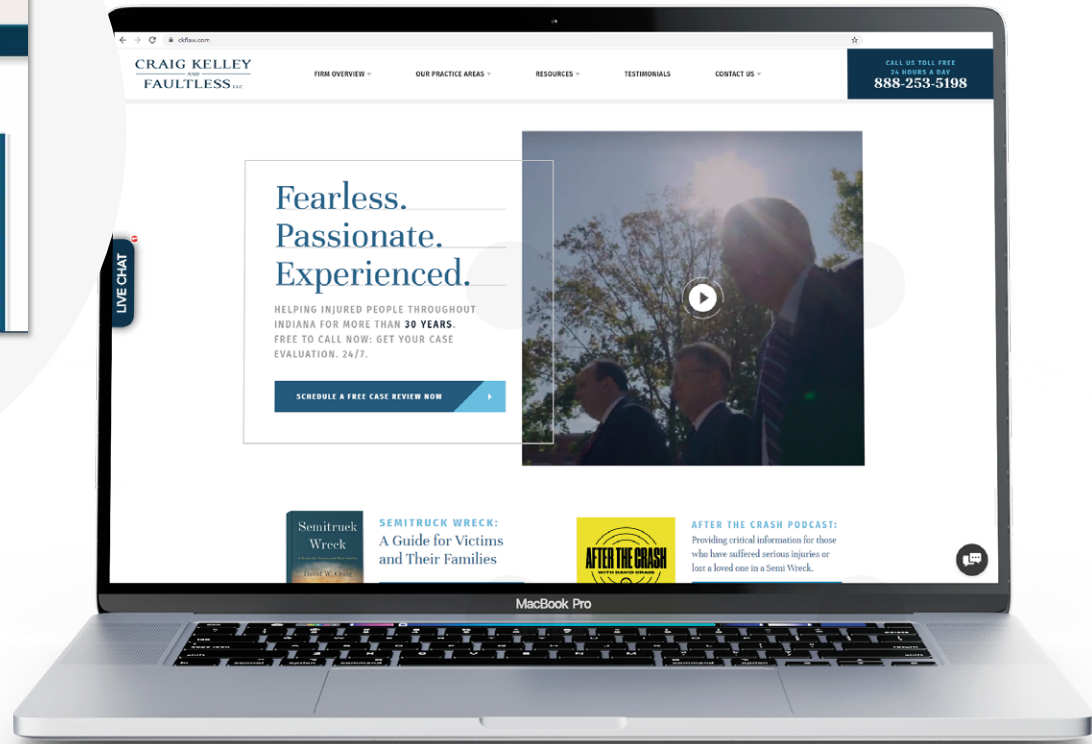 ckflaw.com
CRAIG KELLEY
AND
FAULTLESS LLC
FIRM OVERVIEW
OUR PRACTICE AREAS
RESOURCES
TESTIMONIALS
CONTACT US
CALL US TOLL FREE
24 HOURS A DAY
888-253-5198
Fearless.
Passionate.
Experienced.
HELPING INJURED PEOPLE THROUGHOUT
INDIANA FOR MORE THAN 30 YEARS.
FREE TO CALL NOW: GET YOUR CASE
EVALUATION. 24/7.
SCHEDULE A FREE CASE REVIEW NOW
LIVE CHAT
Semitruck
Wreck
David W. Craig
SEMITRUCK WRECK:
A Guide for Victims
and Their Families
AFTER THE CRASH
WITH DAVID CRAIG
AFTER THE CRASH PODCAST:
Providing critical information for those
who have suffered serious injuries or
lost a loved one in a Semi Wreck.
MacBook Pro